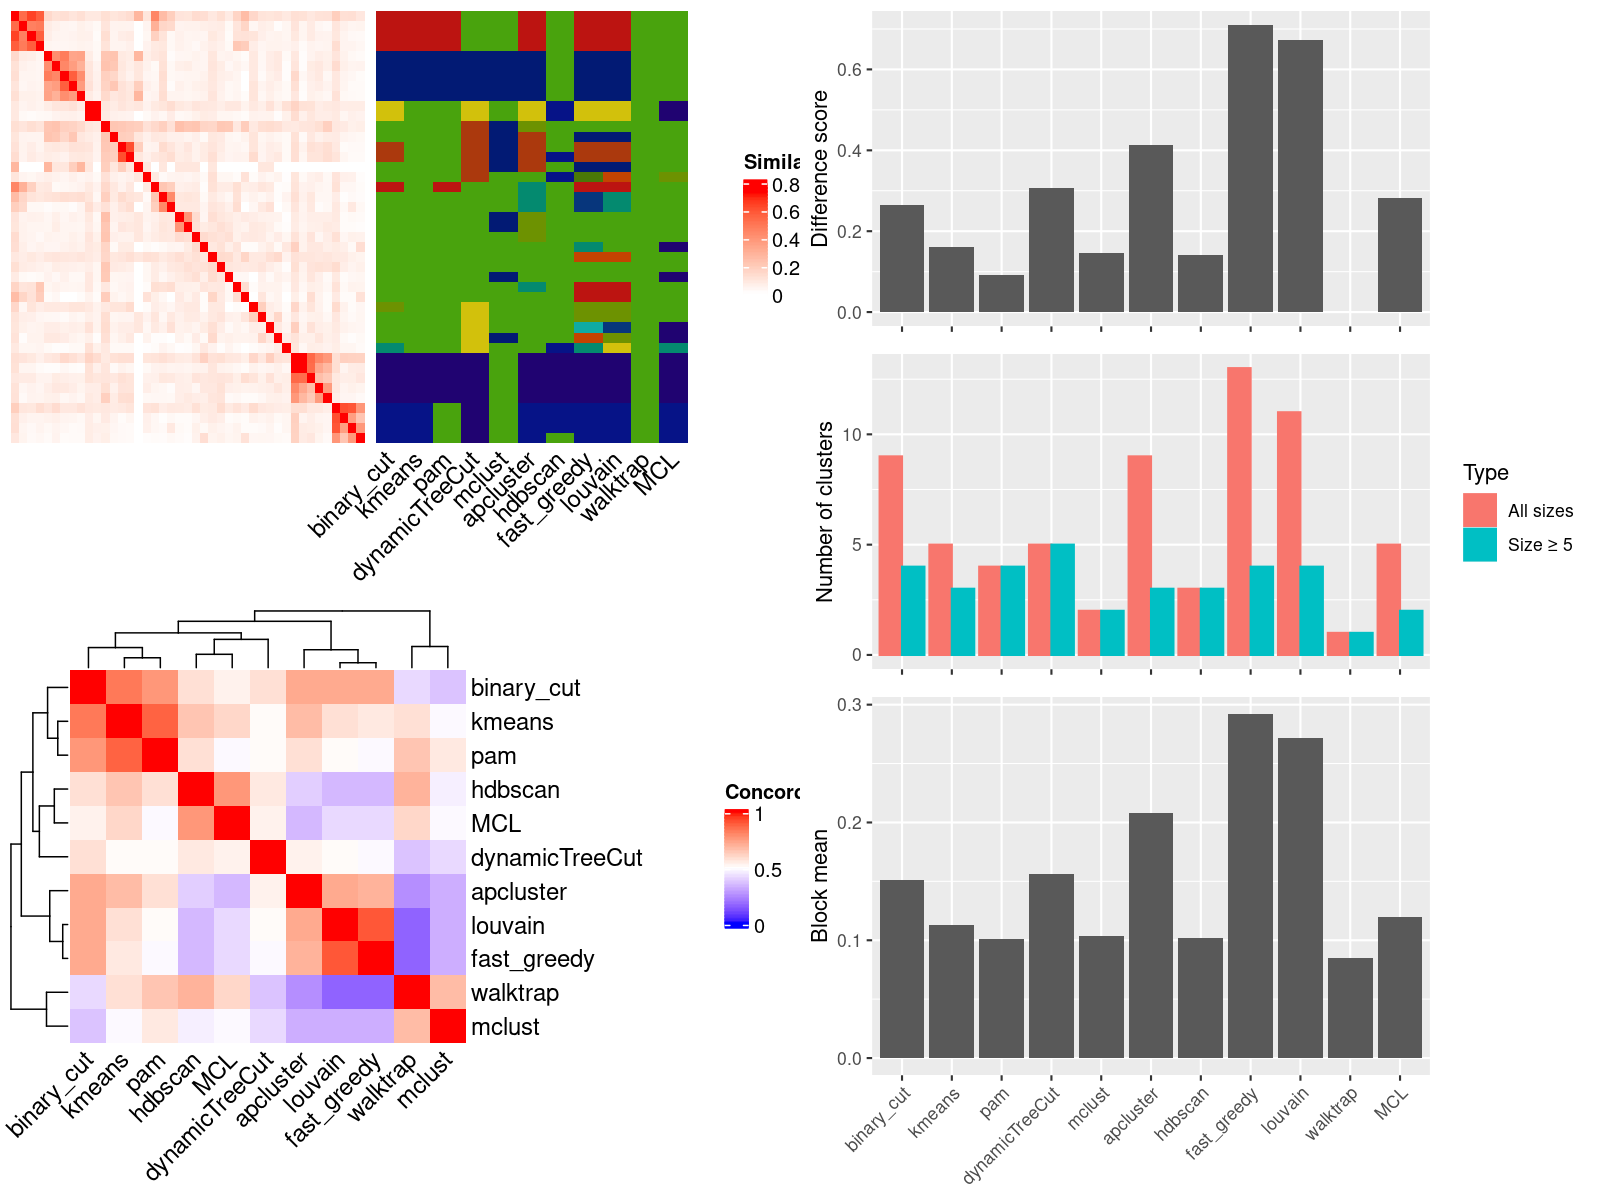 Simila
0.8
0.6
0.4
0.2
0
binary_cut
kmeans
pam
dynamicTreeCut
mclust
apcluster
hdbscan
fast_greedy
louvain
walktrap
MCL
binary_cut
kmeans
pam
hdbscan
MCL
dynamicTreeCut
apcluster
louvain
fast_greedy
walktrap
mclust
binary_cut
kmeans
pam
hdbscan
MCL
dynamicTreeCut
apcluster
louvain
fast_greedy
walktrap
mclust
Concord
1
0.5
0
Difference score
0.6
0.4
0.2
0.0
Number of clusters
10
5
0
Type
All sizes
Size ≥ 5
Block mean
0.3
0.2
0.1
0.0
binary_cut
kmeans
pam
dynamicTreeCut
mclust
apcluster
hdbscan
fast_greedy
louvain
walktrap
MCL